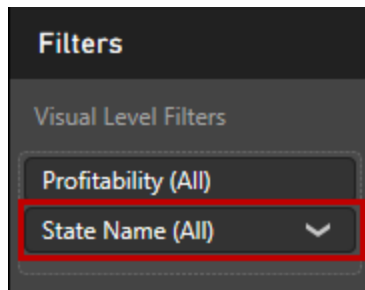 Filters
Visual Level Filters
Profitability (All)
State Name (All)